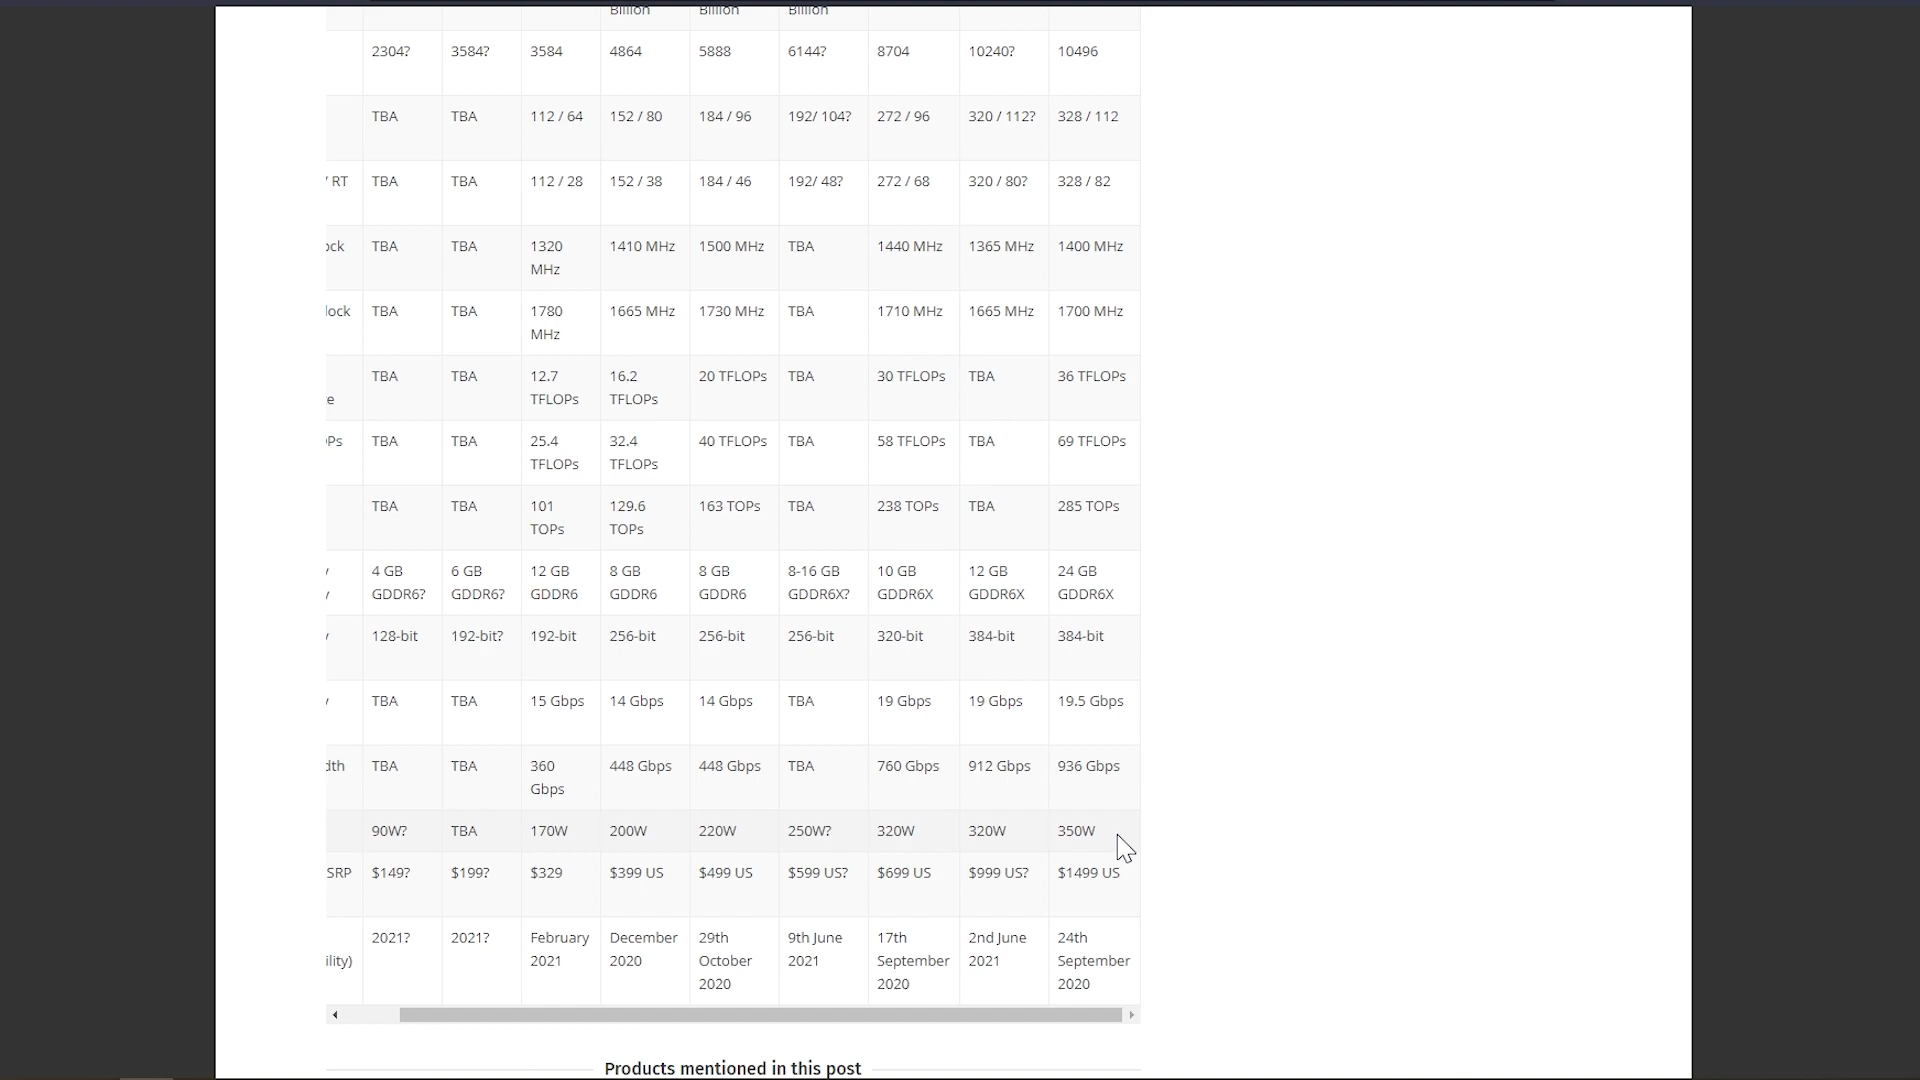 Billion Billion Billion
2304? 3584? 3584 4864 5888 6144? 8704 10240? 10496
TBA TBA 112 / 64 152 / 80 184 / 96 192/ 104? 272 / 96 320 / 112? 328 / 112
/ RT TBA TBA 112 / 28 152 / 38 184 / 46 192/ 48? 272 / 68 320 / 80? 328 / 82
ock TBA TBA 1320 1410 MHz 1500 MHz TBA 1440 MHz 1365 MHz 1400 MHz
MHz
lock TBA TBA 1780 1665 MHz 1730 MHz TBA 1710 MHz 1665 MHz 1700 MHz
MHz
TBA TBA 12.7 16.2 20 TFLOPs TBA 30 TFLOPs TBA 36 TFLOPs
e TFLOPs TFLOPs
OPs TBA TBA 25.4 32.4 40 TFLOPs TBA 58 TFLOPs TBA 69 TFLOPs
TFLOPs TFLOPs
TBA TBA 101 129.6 163 TOPs TBA 238 TOPs TBA 285 TOPs
TOPs TOPs
y 4 GB 6 GB 12 GB 8 GB 8 GB 8-16 GB 10 GB 12 GB 24 GB
y GDDR6? GDDR6? GDDR6 GDDR6 GDDR6 GDDR6X? GDDR6X GDDR6X GDDR6X
y 128-bit 192-bit? 192-bit 256-bit 256-bit 256-bit 320-bit 384-bit 384-bit
y TBA TBA 15 Gbps 14 Gbps 14 Gbps TBA 19 Gbps 19 Gbps 19.5 Gbps
dth TBA TBA 360 448 Gbps 448 Gbps TBA 760 Gbps 912 Gbps 936 Gbps
Gbps
90W? TBA 170W 200W 220W 250W? 320W 320W 350W
SRP $149? $199? $329 $399 US $499 US $599 US? $699 US $999 US? $1499 US
2021? 2021? February December 29th 9th June 17th 2nd June 24th
ility) 2021 2020 October 2021 September 2021 September
2020 2020 2020
Products mentioned in this post